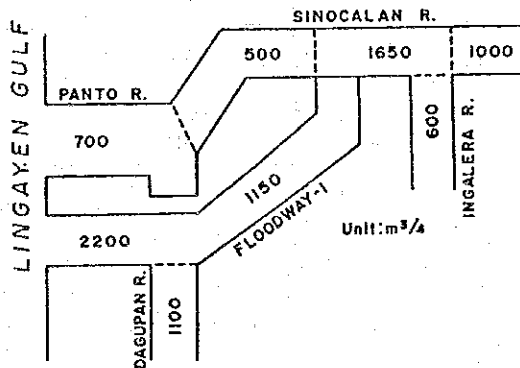 SINOCALAN R.
500
1650
1000
LINGAYEN GULF
PANTO R.
700
600
INGALERA R.
1150
FLOODWAY-1
Unit:m³/s
2200
DAGUPAN R.
1100